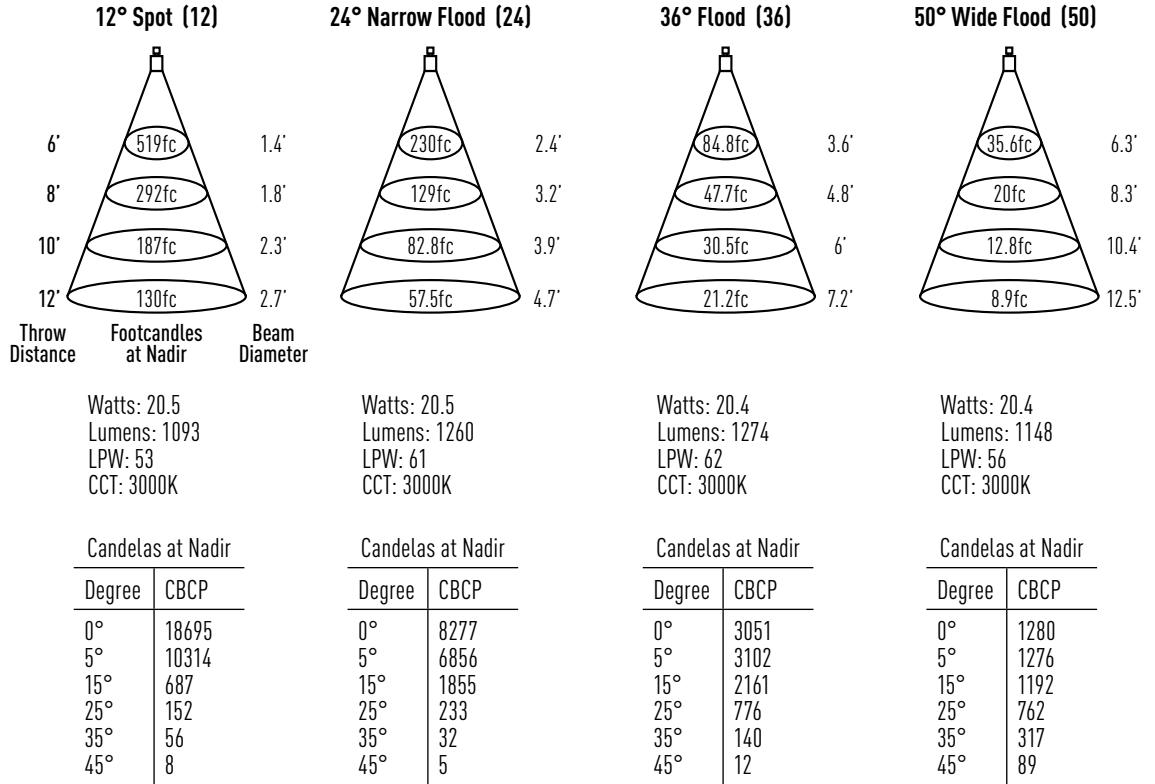 12° Spot (12) 24° Narrow Flood (24) 36° Flood (36) 50° Wide Flood (50)
6' 519fc 1.4' 230fc 2.4' 84.8fc 3.6' 35.6fc 6.3'
8' 292fc 1.8' 129fc 3.2' 47.7fc 4.8' 20fc 8.3'
10' 187fc 2.3' 82.8fc 3.9' 30.5fc 6' 12.8fc 10.4'
12' 130fc 2.7' 57.5fc 4.7' 21.2fc 7.2' 8.9fc 12.5'
Throw Footcandles Beam
Distance at Nadir Diameter
Watts: 20.5 Watts: 20.5 Watts: 20.4 Watts: 20.4
Lumens: 1093 Lumens: 1260 Lumens: 1274 Lumens: 1148
LPW: 53 LPW: 61 LPW: 62 LPW: 56
CCT: 3000K CCT: 3000K CCT: 3000K CCT: 3000K
Candelas at Nadir Candelas at Nadir Candelas at Nadir Candelas at Nadir
Degree CBCP Degree CBCP Degree CBCP Degree CBCP
0° 18695 0° 8277 0° 3051 0° 1280
5° 10314 5° 6856 5° 3102 5° 1276
15° 687 15° 1855 15° 2161 15° 1192
25° 152 25° 233 25° 776 25° 762
35° 56 35° 32 35° 140 35° 317
45° 8 45° 5 45° 12 45° 89